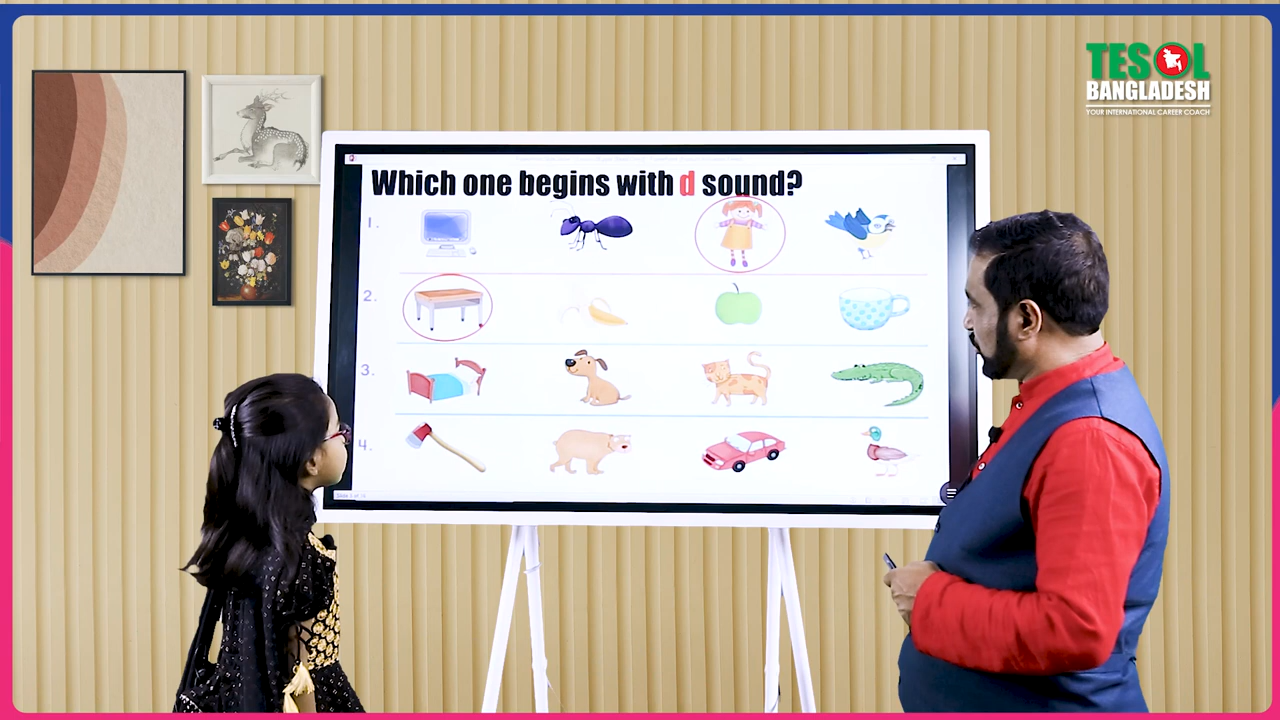 TESOL
BANGLADESH
YOUR INTERNATIONAL CAREER COACH
Which one begins with d sound?
1.
2.
3.
4.